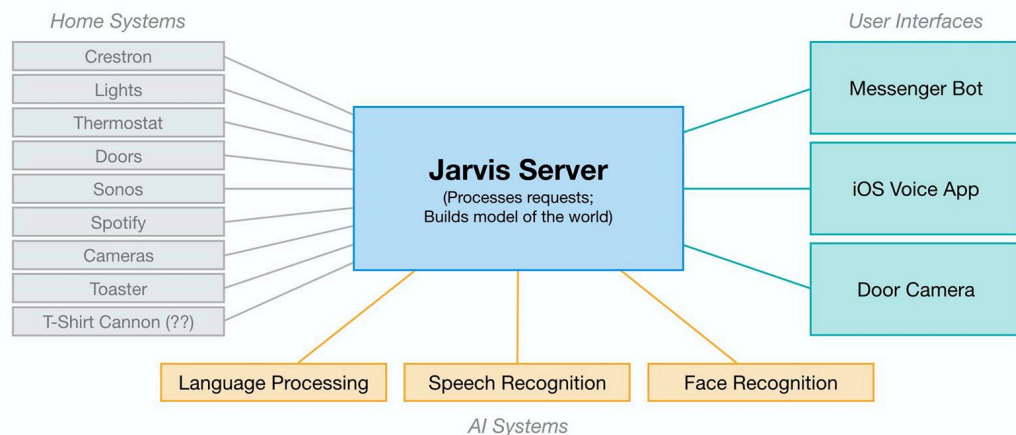 Home Systems
Crestron
Lights
Thermostat
Doors
Sonos
Spotify
Cameras
Toaster
T-Shirt Cannon (??)
Jarvis Server
(Processes requests;
Builds model of the world)
User Interfaces
Messenger Bot
iOS Voice App
Door Camera
Language Processing
Speech Recognition
Face Recognition
AI Systems